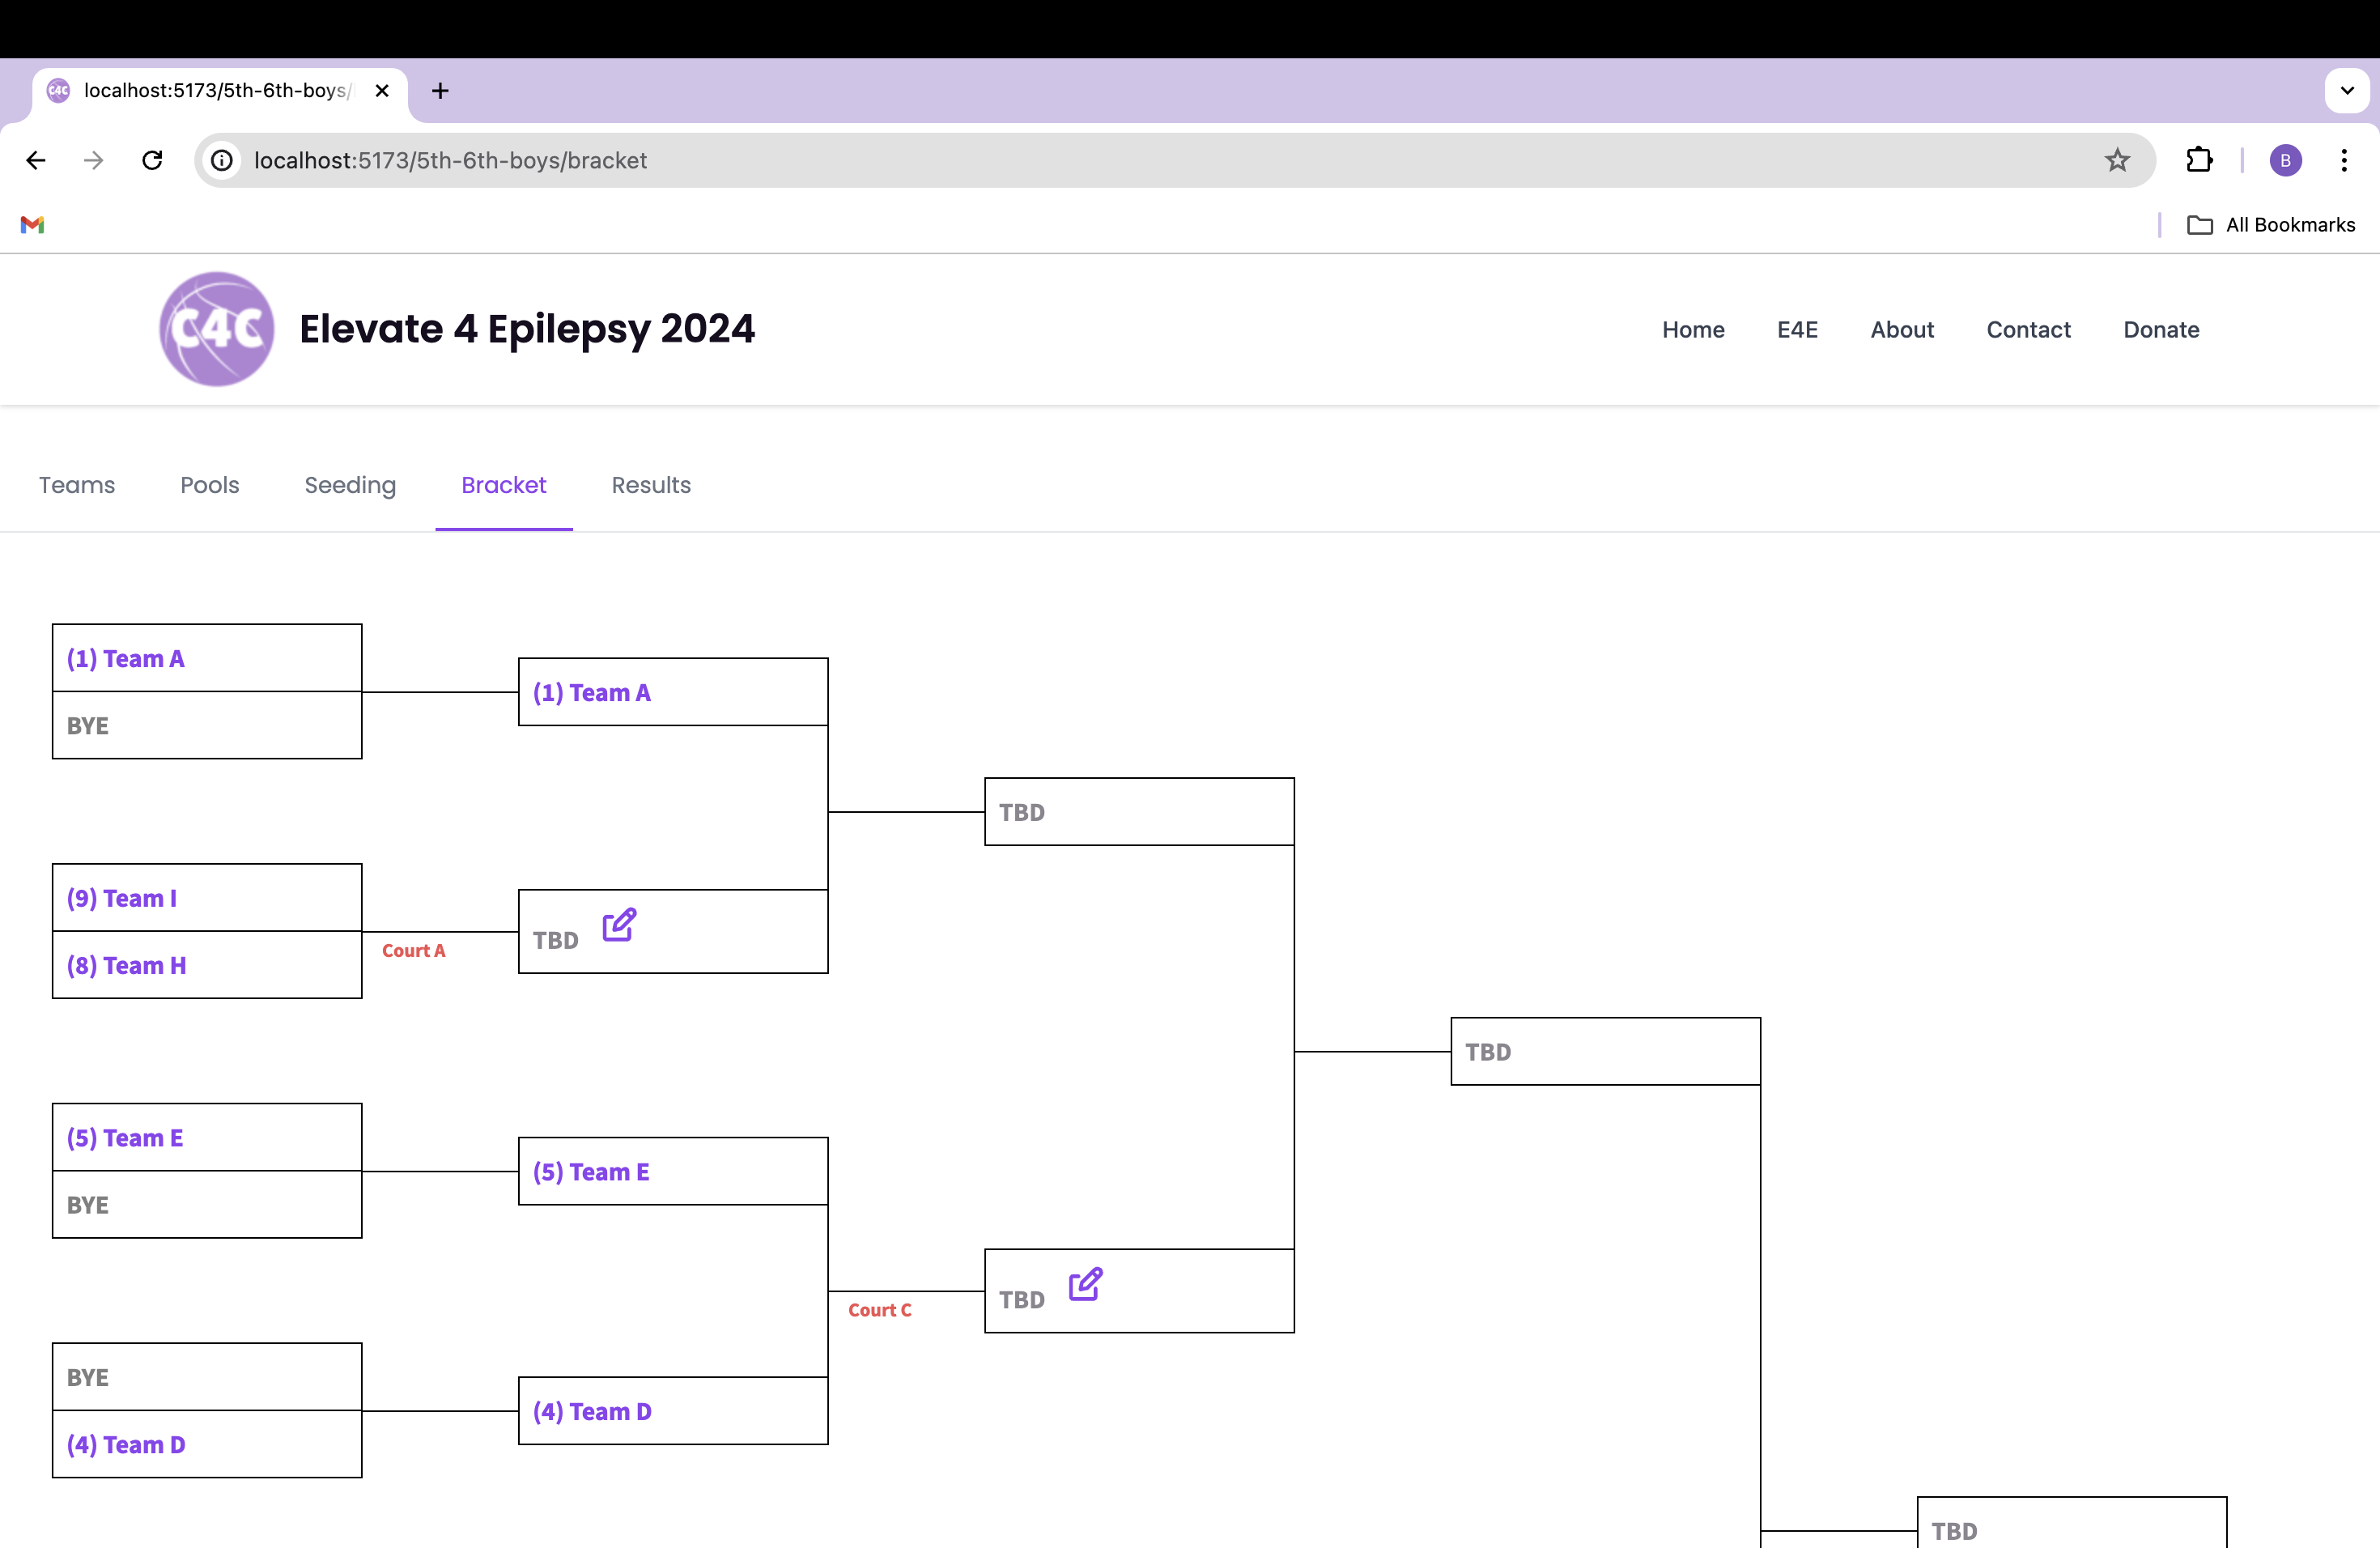 localhost:5173/5th-6th-boys/
localhost:5173/5th-6th-boys/bracket
B
All Bookmarks
C4C
Elevate 4 Epilepsy 2024
Home E4E About Contact Donate
Teams Pools Seeding Bracket Results
(1) Team A
BYE
(1) Team A
TBD
(9) Team I
(8) Team H
Court A
TBD
TBD
(5) Team E
BYE
(5) Team E
Court C
TBD
BYE
(4) Team D
(4) Team D
TBD